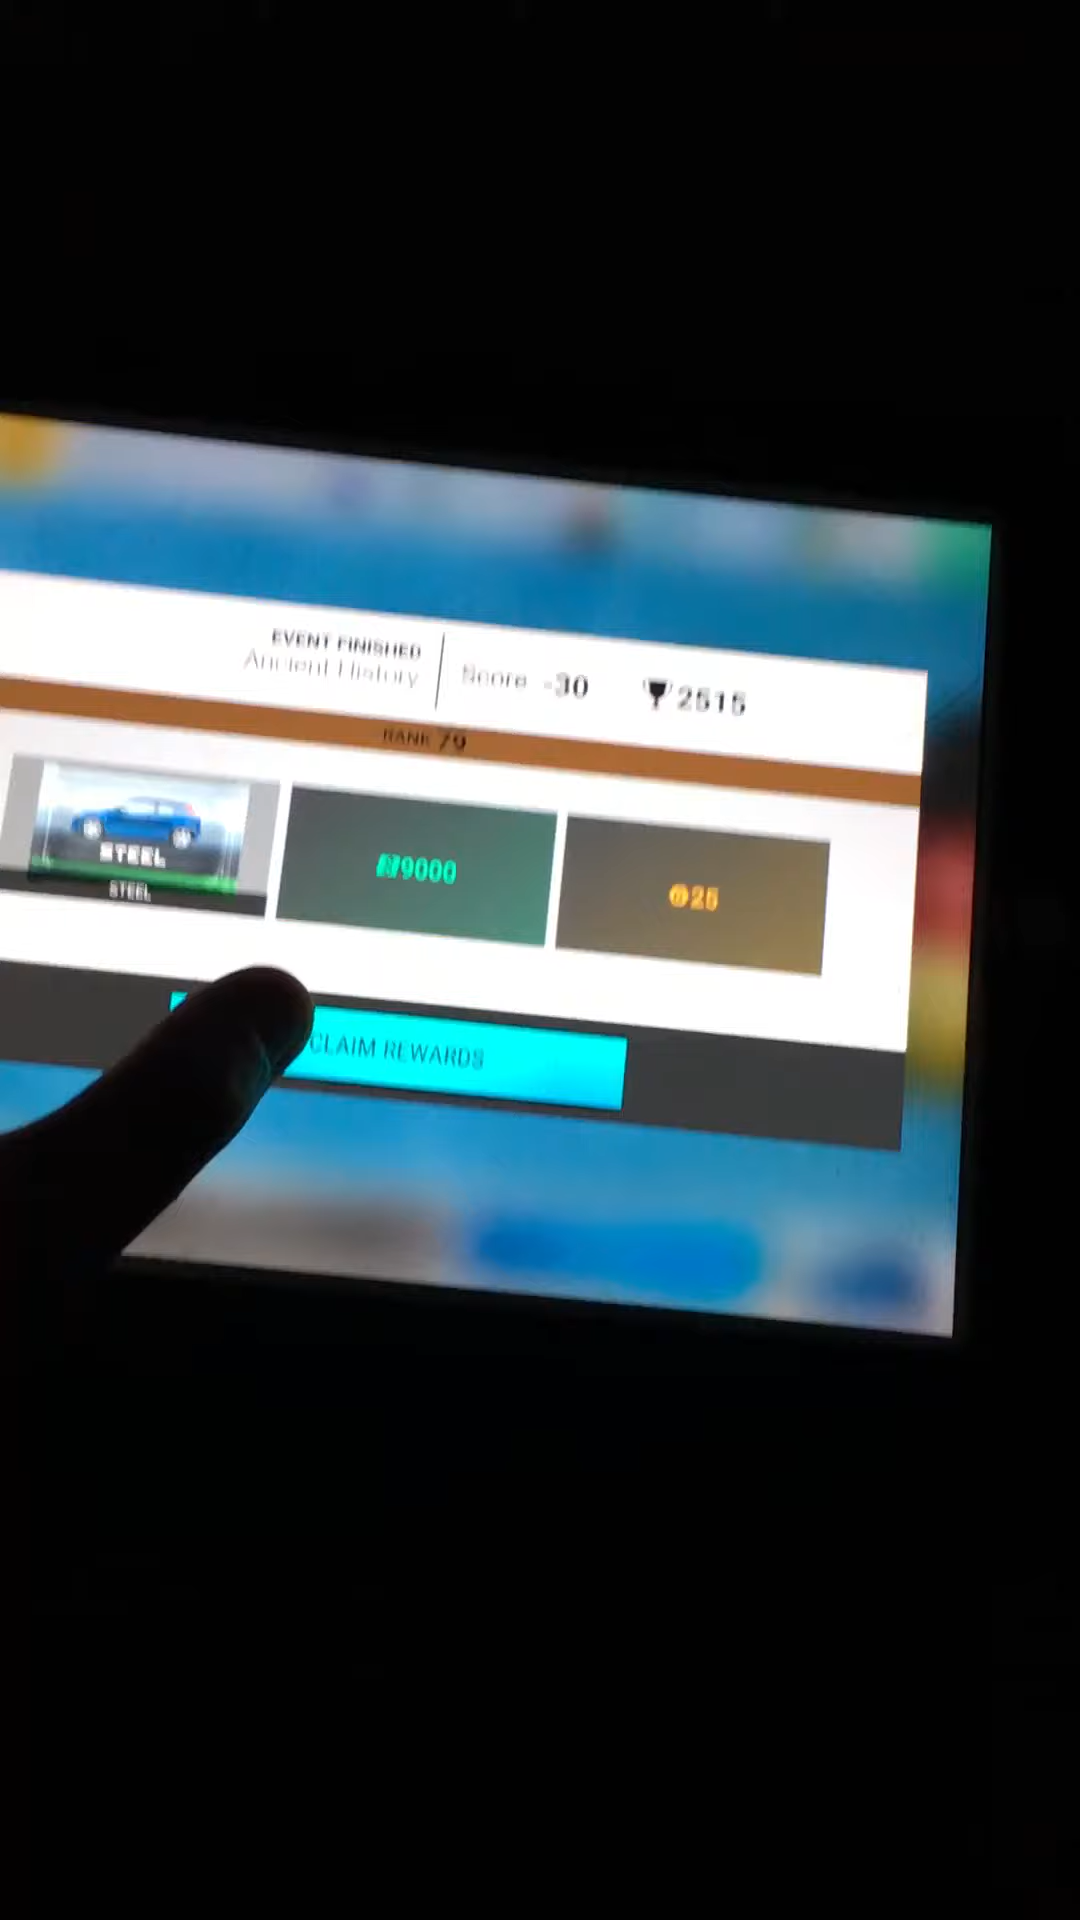 EVENT FINISHED
Ancient History
Score -30
2515
RANK 79
STEEL
STEEL
9000
25
CLAIM REWARDS